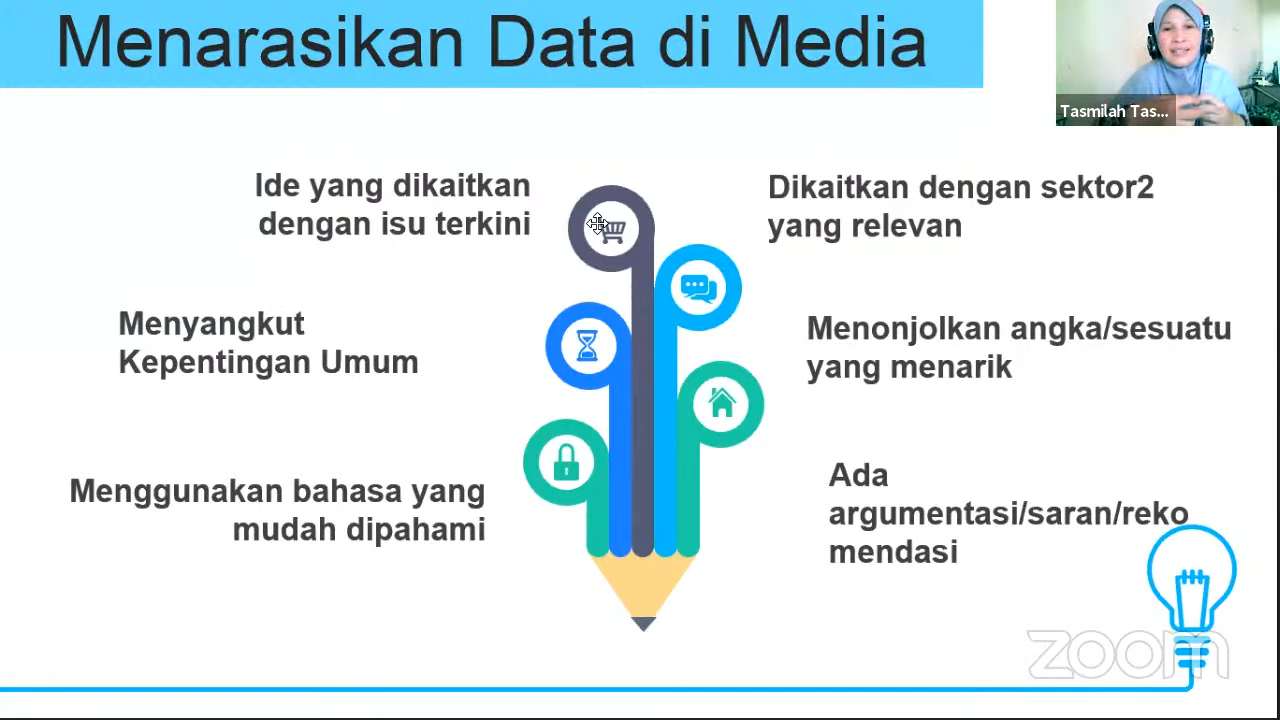 Menarasikan Data di Media
Tasmilah Tas...
Ide yang dikaitkan
dengan isu terkini
Dikaitkan dengan sektor2
yang relevan
Menyangkut
Kepentingan Umum
Menonjolkan angka/sesuatu
yang menarik
Menggunakan bahasa yang
mudah dipahami
Ada
argumentasi/saran/reko
mendasi
zoom